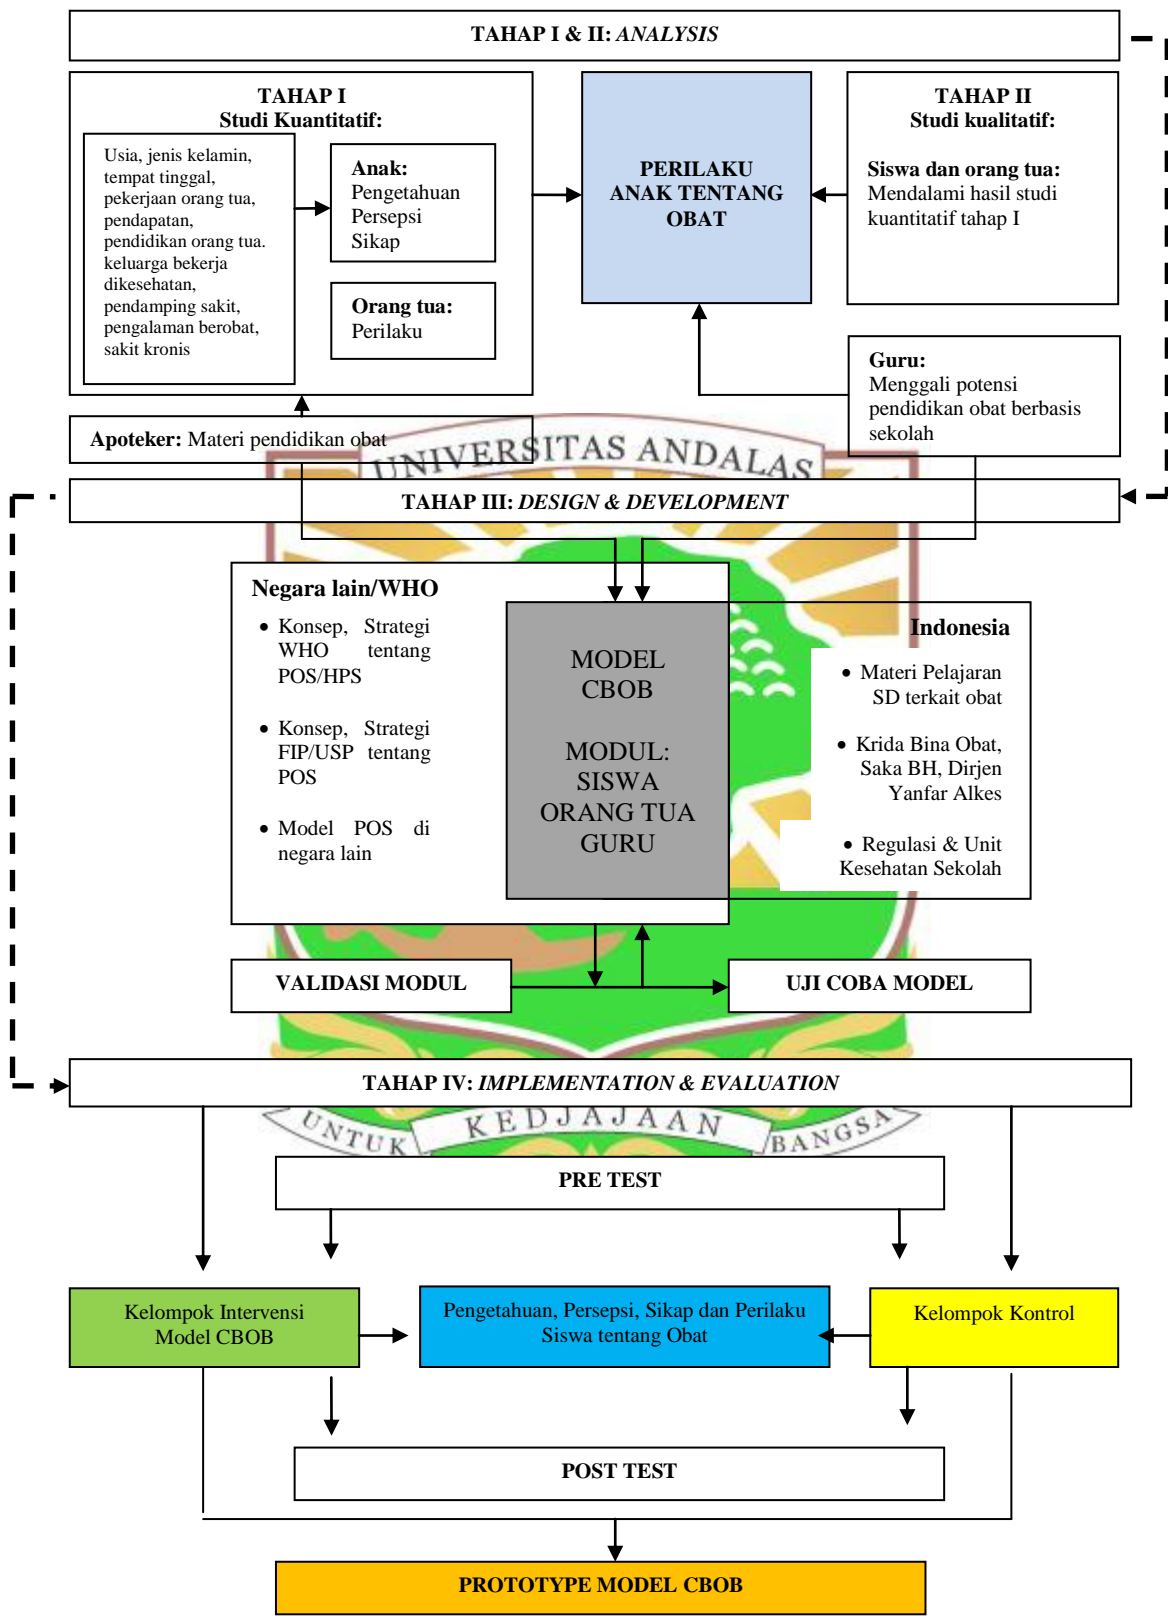 TAHAP I & II: ANALYSIS
TAHAP I
Studi Kuantitatif:
Usia, jenis kelamin,
tempat tinggal,
pekerjaan orang tua,
pendapatan,
pendidikan orang tua.
keluarga bekerja
dikesehatan,
pendamping sakit,
pengalaman berobat,
sakit kronis
Anak:
Pengetahuan
Persepsi
Sikap
Orang tua:
Perilaku
PERILAKU
ANAK TENTANG
OBAT
TAHAP II
Studi kualitatif:
Siswa dan orang tua:
Mendalami hasil studi
kuantitatif tahap I
Guru:
Menggali potensi
pendidikan obat berbasis
sekolah
Apoteker: Materi pendidikan obat
UNIVERSITAS ANDALAS
TAHAP III: DESIGN & DEVELOPMENT
Negara lain/WHO
• Konsep, Strategi
WHO tentang
POS/HPS
• Konsep, Strategi
FIP/USP tentang
POS
• Model POS di
negara lain
MODEL
CBOB
MODUL:
SISWA
ORANG TUA
GURU
Indonesia
• Materi Pelajaran
SD terkait obat
• Krida Bina Obat,
Saka BH, Dirjen
Yanfar Alkes
• Regulasi & Unit
Kesehatan Sekolah
VALIDASI MODUL
UJI COBA MODEL
TAHAP IV: IMPLEMENTATION & EVALUATION
UNTUK KEDJAJAAN BANGSA
PRE TEST
Kelompok Intervensi
Model CBOB
Pengetahuan, Persepsi, Sikap dan Perilaku
Siswa tentang Obat
Kelompok Kontrol
POST TEST
PROTOTYPE MODEL CBOB